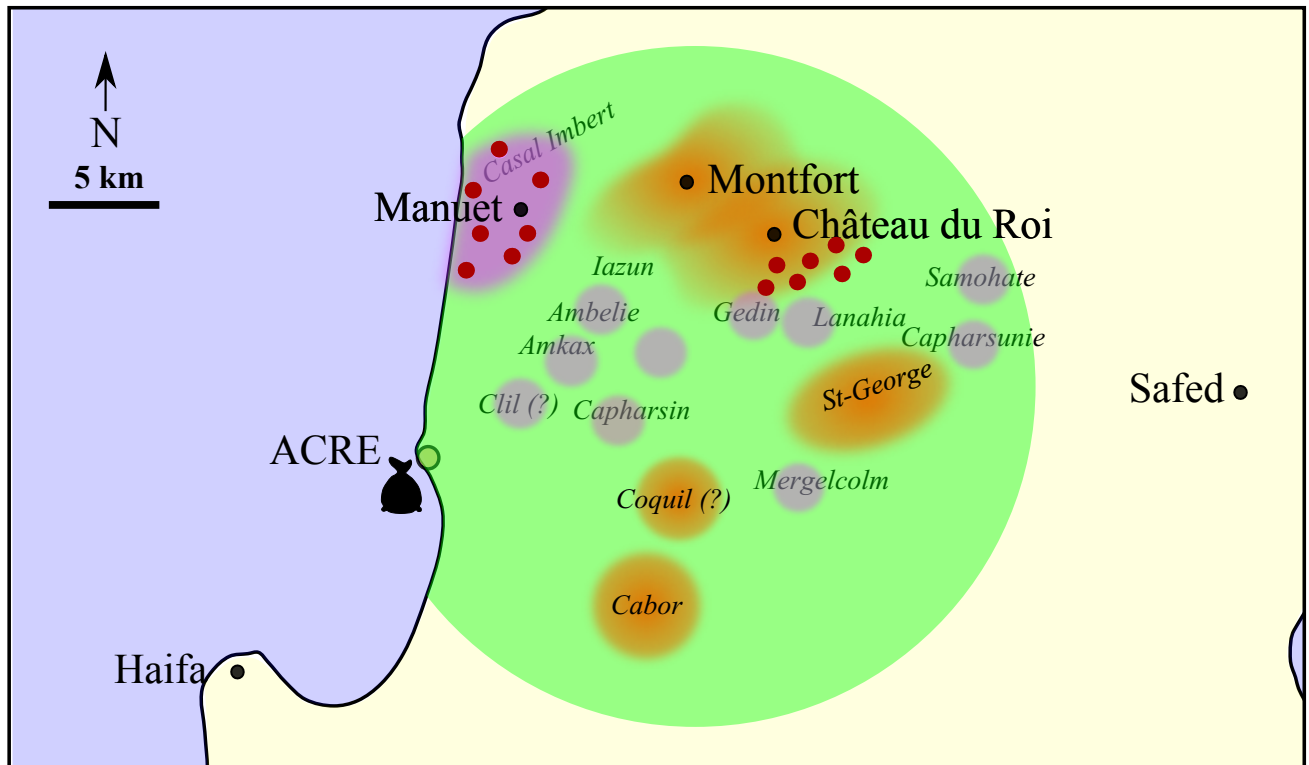 N
5 km
Casal Imbert
Montfort
Manuet
Château du Roi
Iazun
Samohate
Ambelie
Gedin
Lanahia
Amkax
Capharsunie
St-George
Safed
Clil (?)
Capharsin
ACRE
Mergelcolm
Coquil (?)
Cabor
Haifa